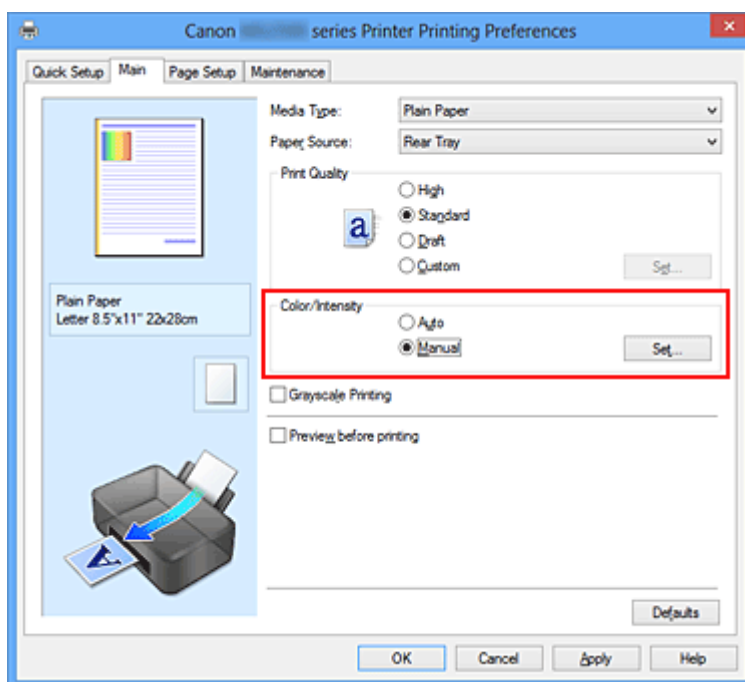 Canon series Printer Printing Preferences
Quick Setup Main Page Setup Maintenance
Media Type: Plain Paper
Paper Source: Rear Tray
Print Quality
High
Standard
Draft
Custom
Set...
a
Plain Paper
Letter 8.5"x11" 22x28cm
Color/Intensity
Auto
Manual
Set...
Grayscale Printing
Preview before printing
A
Defaults
OK Cancel Apply Help